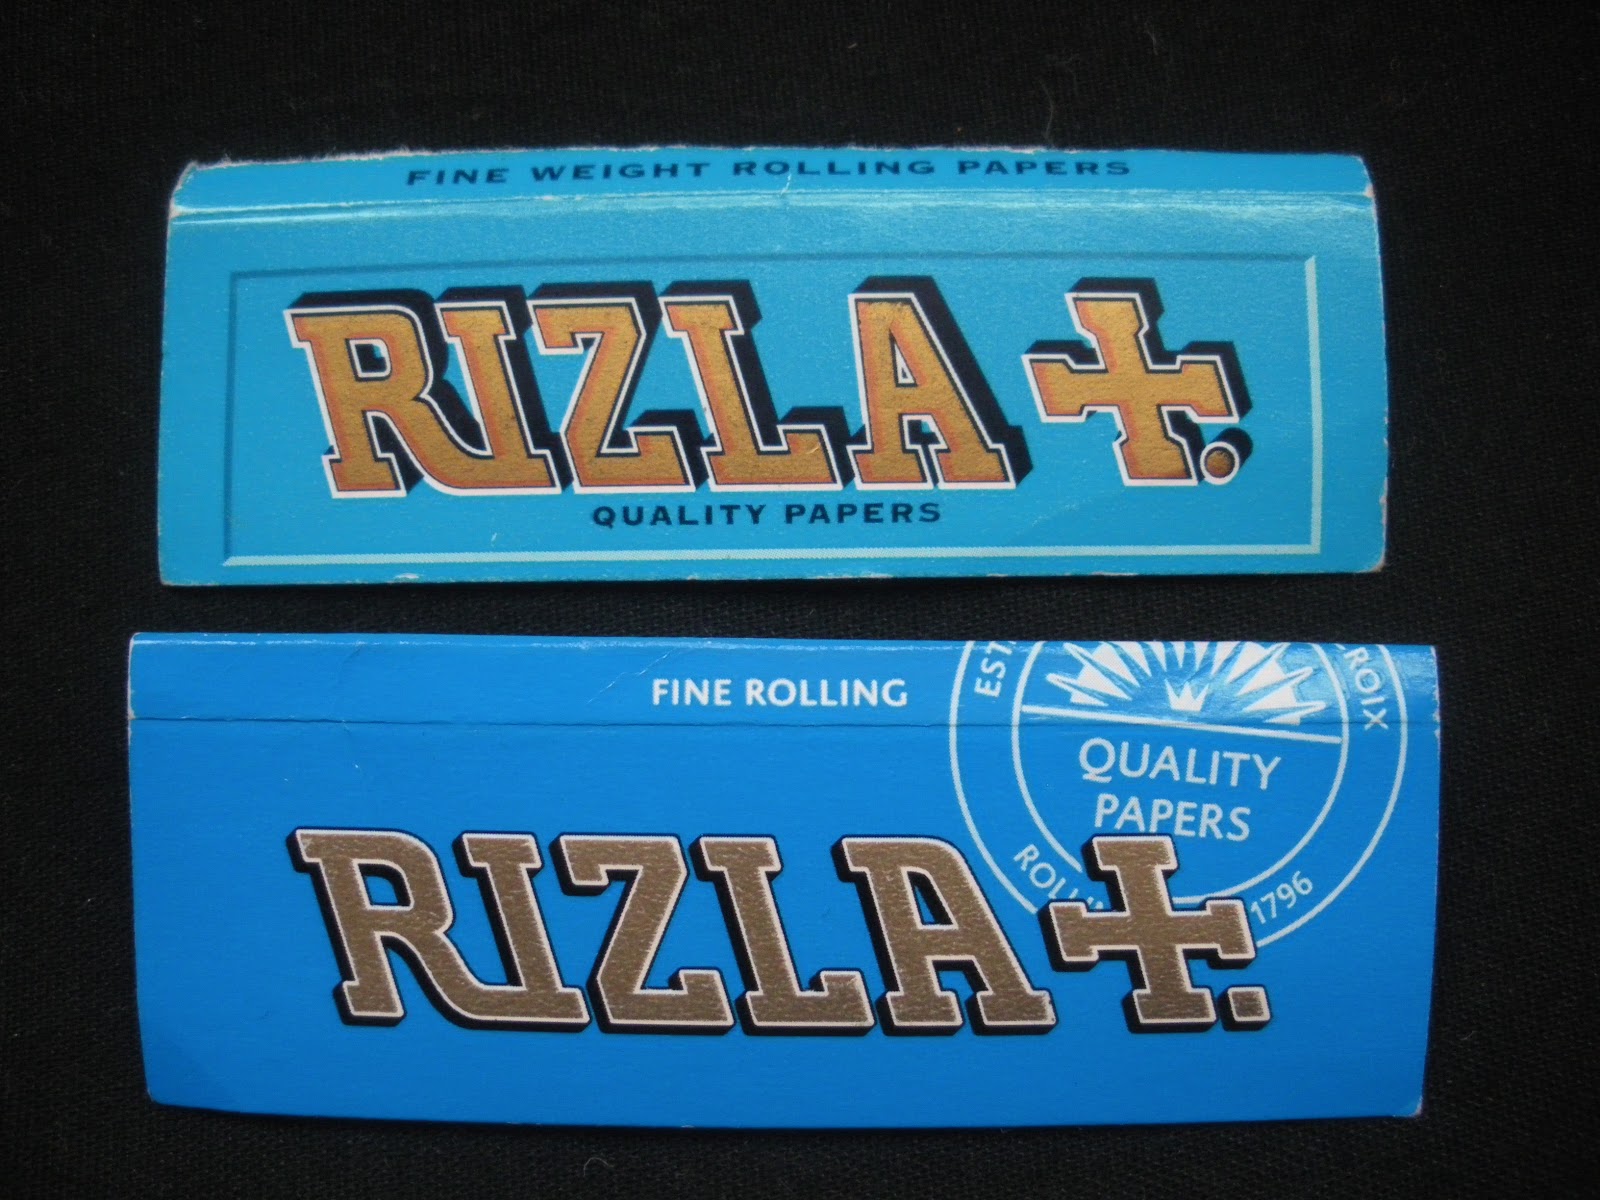 FINE WEIGHT ROLLING PAPERS
RIZLA +.
QUALITY PAPERS
FINE ROLLING
QUALITY
PAPERS
RIZLA +.
1796